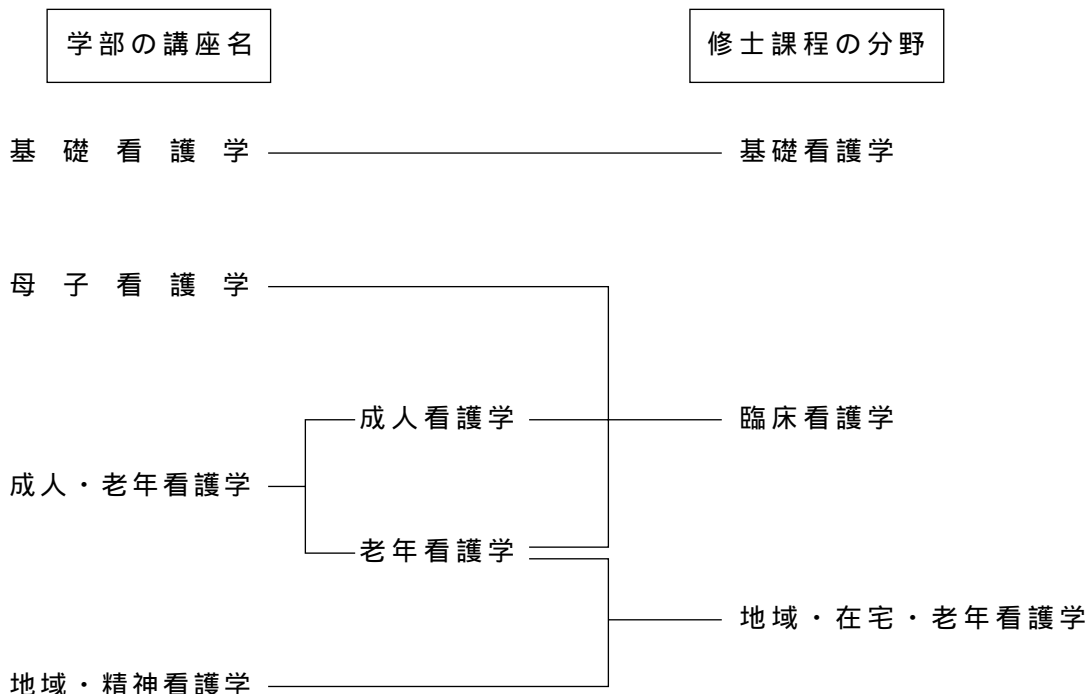 学部の講座名
修士課程の分野
基礎看護学
基礎看護学
母子看護学
成人看護学
臨床看護学
成人・老年看護学
老年看護学
地域・在宅・老年看護学
地域・精神看護学